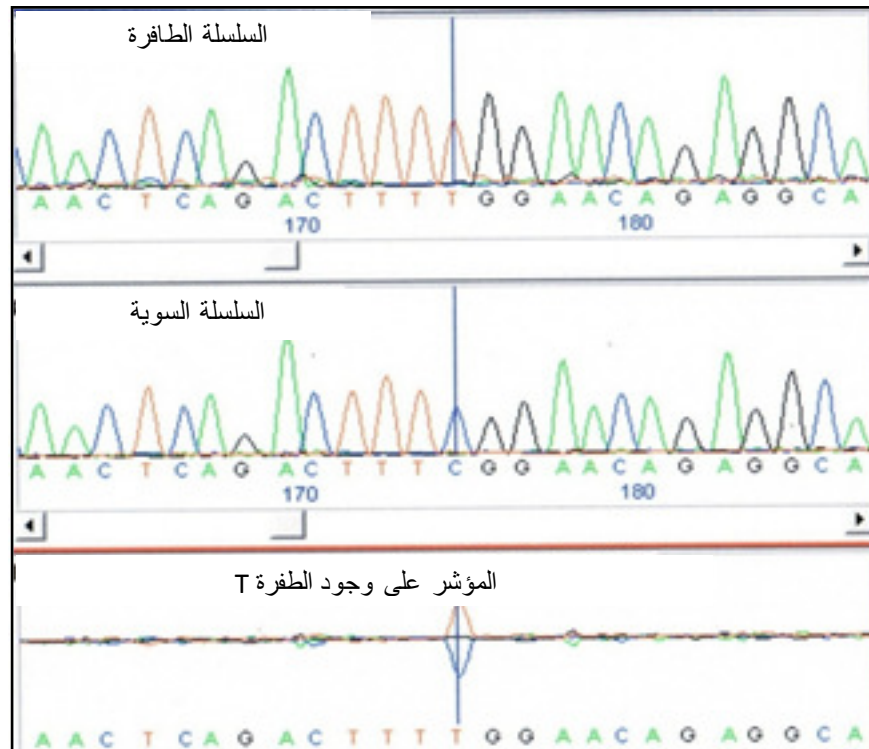 السلسلة الطافرة
A A C T C A G A C T T T T G G A A C A G A G G C A
170 180
السلسلة السوية
A A C T C A G A C T T T C G G A A C A G A G G C A
170 180
المؤشر على وجود الطفرة T
A A C T C A G A C T T T T G G A A C A G A G G C A